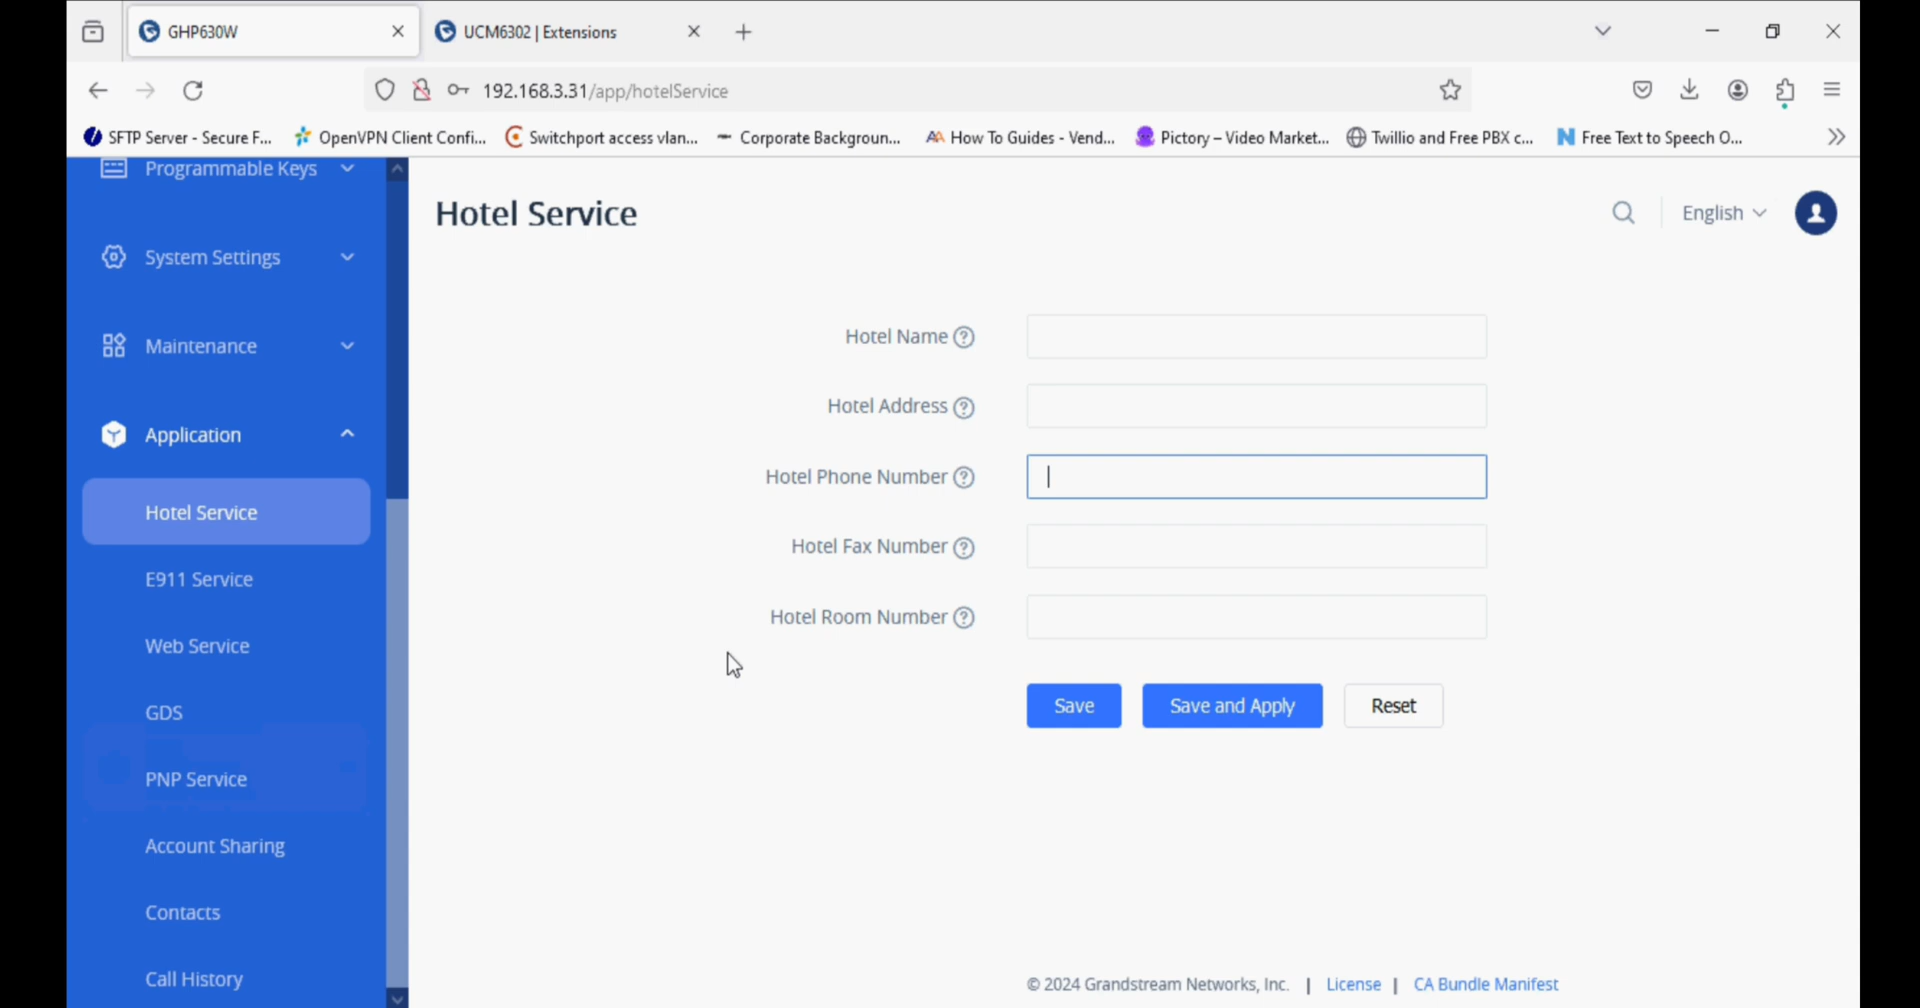 GHP630W
UCM6302 | Extensions
192.168.3.31/app/hotelService
SFTP Server - Secure F...
OpenVPN Client Confi...
Switchport access vlan...
Corporate Backgroun...
How To Guides - Vend...
Pictory – Video Market...
Twillio and Free PBX c...
Free Text to Speech O...
Programmable Keys
System Settings
Maintenance
Application
Hotel Service
E911 Service
Web Service
GDS
PNP Service
Account Sharing
Contacts
Call History
Hotel Service
English
Hotel Name
Hotel Address
Hotel Phone Number
Hotel Fax Number
Hotel Room Number
Save
Save and Apply
Reset
© 2024 Grandstream Networks, Inc. | License | CA Bundle Manifest